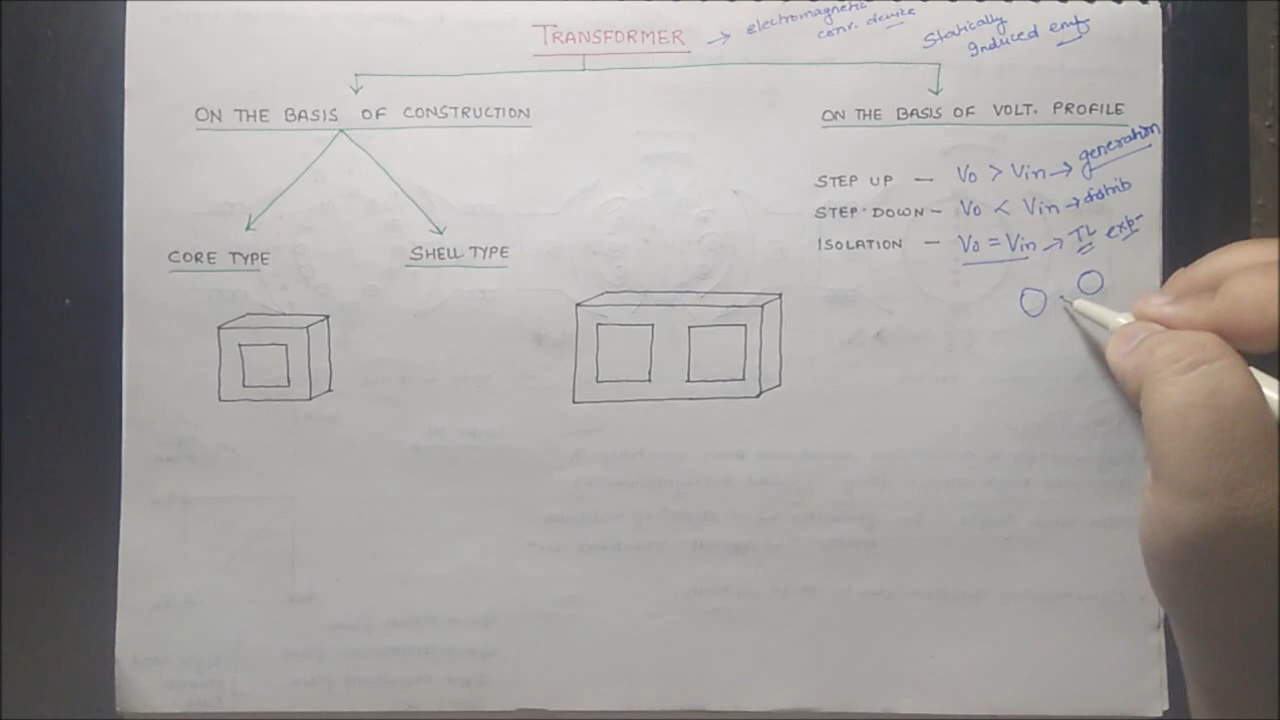 TRANSFORMER → electromagnetic
conv. device
Statically
Induced emf
ON THE BASIS OF CONSTRUCTION
ON THE BASIS OF VOLT. PROFILE
STEP UP — Vo > Vin → generation
STEP-DOWN — Vo < Vin → distrib
ISOLATION — Vo = Vin → TL exp-
CORE TYPE
SHELL TYPE